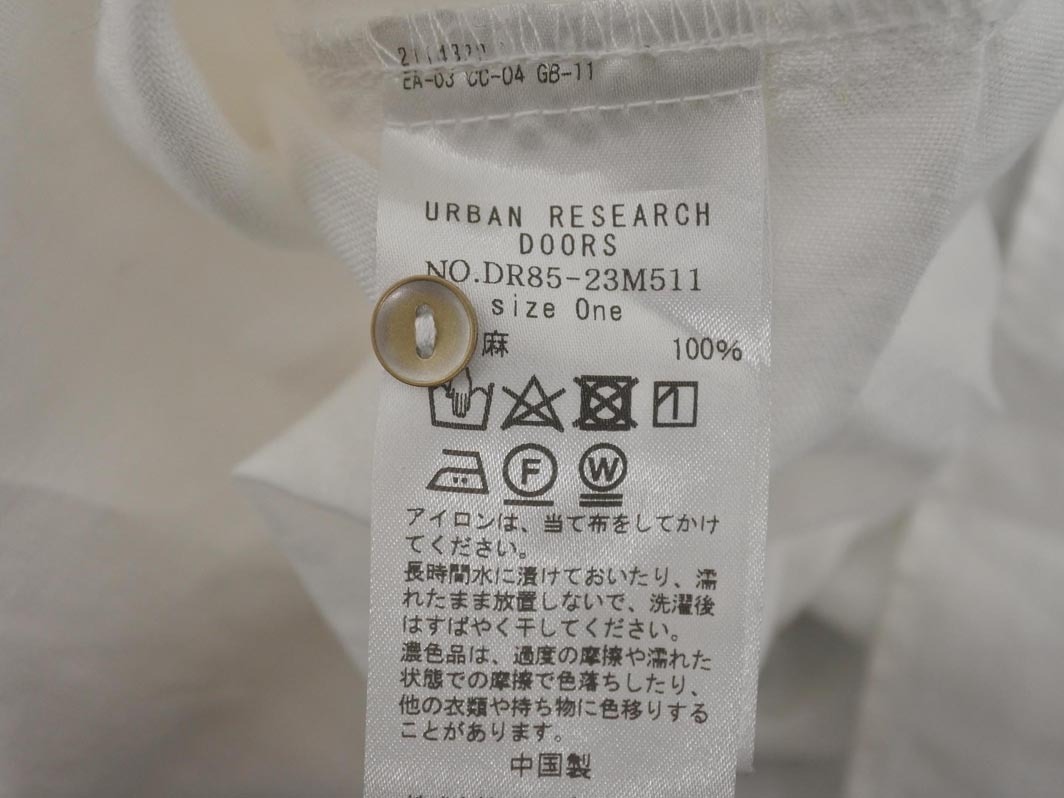 EA-03 CC-04 GB-11
URBAN RESEARCH
DOORS
NO.DR85-23M511
size One
麻 100%
F W
アイロンは、当て布をしてかけ
てください。
長時間水に漬けておいたり、濡
れたまま放置しないで、洗濯後
はすばやく干してください。
濃色品は、過度の摩擦や濡れた
状態での摩擦で色落ちしたり、
他の衣類や持ち物に色移りする
ことがあります。
中国製